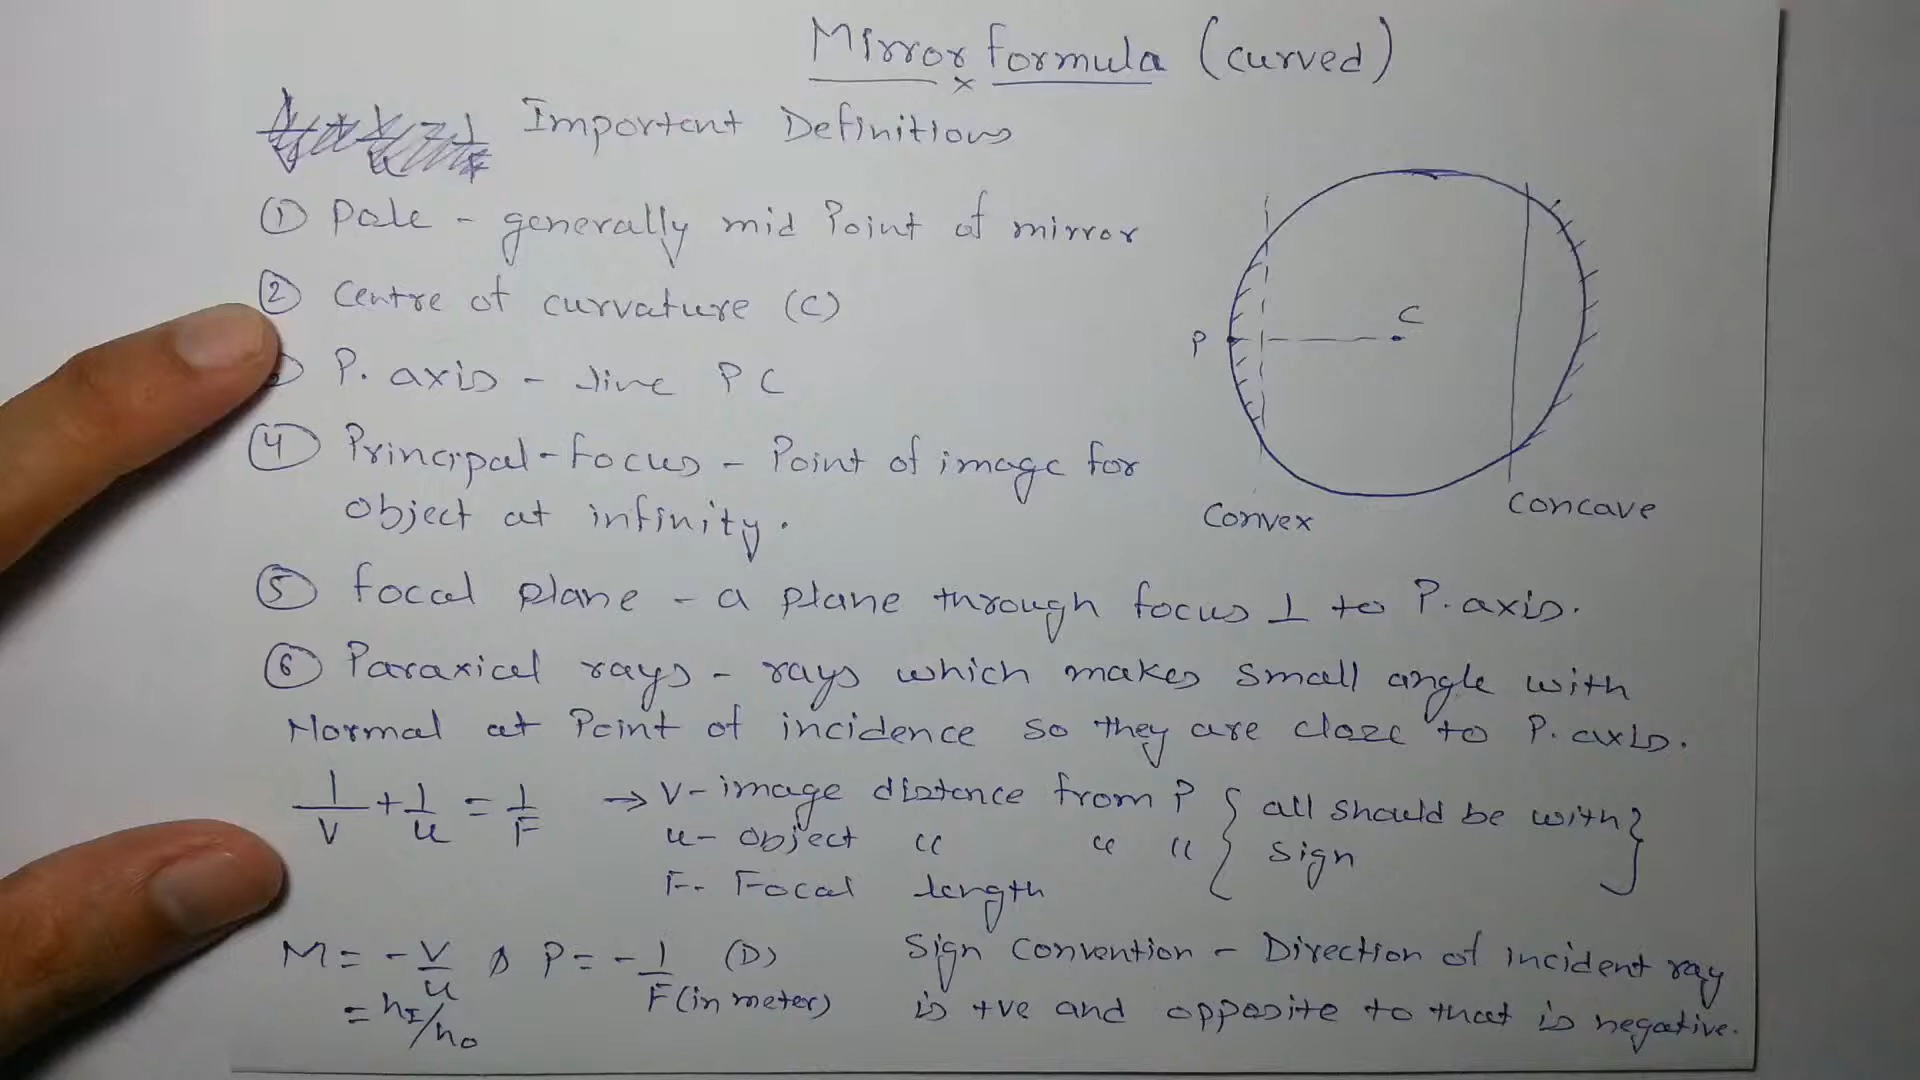 Mirror formula (curved)
Important Definitions
① Pole - generally mid Point of mirror
② Centre of curvature (C)
P. axis - line PC
④ Principal-focus - Point of image for
object at infinity.
P
C
Convex
Concave
⑤ focal plane - a plane through focus ⊥ to P. axis.
⑥ Paraxical rays - rays which makes small angle with
Normal at Point of incidence so they are close to P. axis.
1/V + 1/u = 1/F → V- image distance from P { all should be with }
u- object " " " sign
F- Focal length
M = -V/u & P = -1/F (in meter) (D)
= hI/ho
Sign Convention - Direction of incident ray
is +ve and opposite to that is negative.